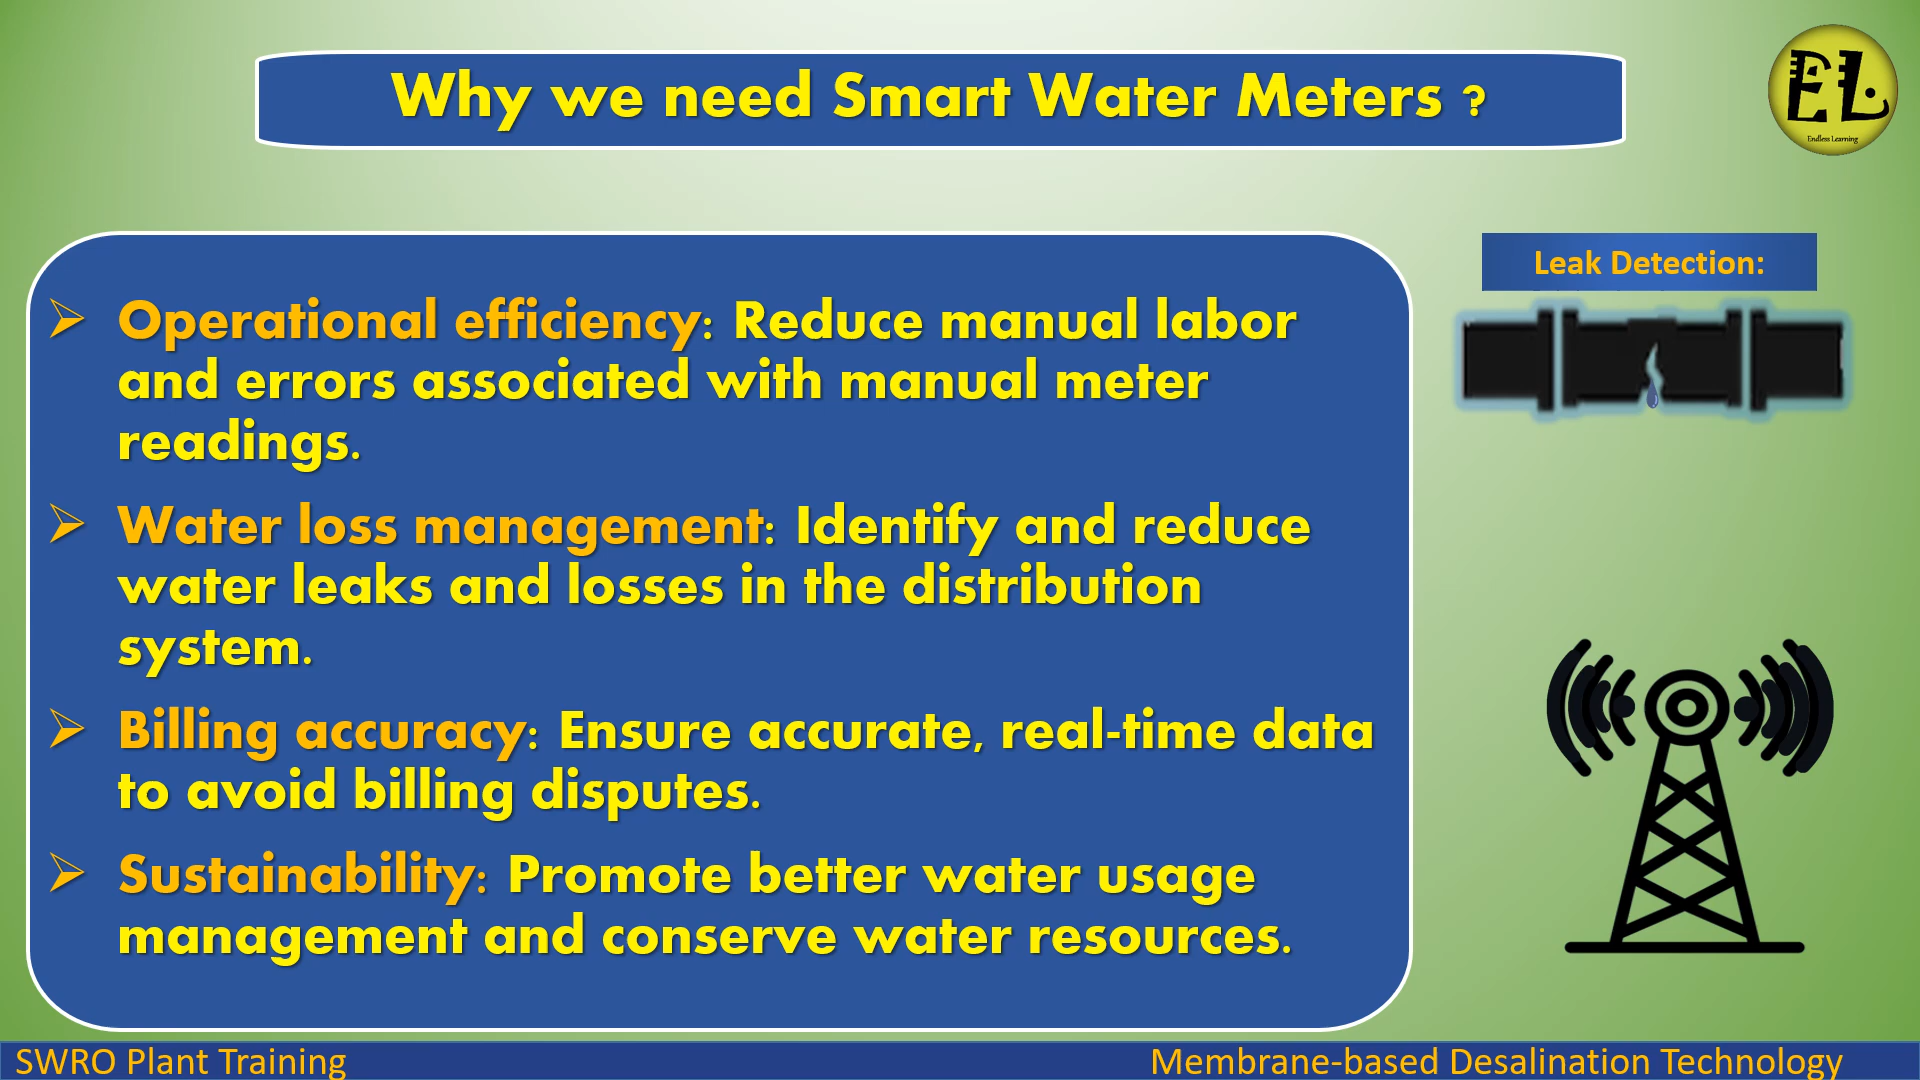 Why we need Smart Water Meters ?
EL
Endless Learning
Leak Detection:
➢ Operational efficiency: Reduce manual labor
and errors associated with manual meter
readings.
➢ Water loss management: Identify and reduce
water leaks and losses in the distribution
system.
➢ Billing accuracy: Ensure accurate, real-time data
to avoid billing disputes.
➢ Sustainability: Promote better water usage
management and conserve water resources.
SWRO Plant Training
Membrane-based Desalination Technology